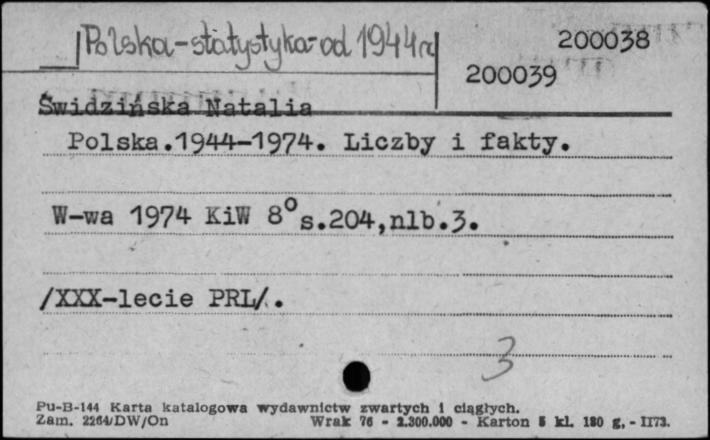 Polska-statystyka-od 1944r
200038
200039
Świdzińska Natalia
Polska.1944-1974. Liczby i fakty.
W-wa 1974 KiW 8° s.204,nlb.3.
/XXX-lecie PRL/.
3
Pu-B-144 Karta katalogowa wydawnictw zwartych i ciągłych.
Zam. 2264/DW/On Wrak 76 - 2.300.000 - Karton 5 kl. 180 g, - II73.